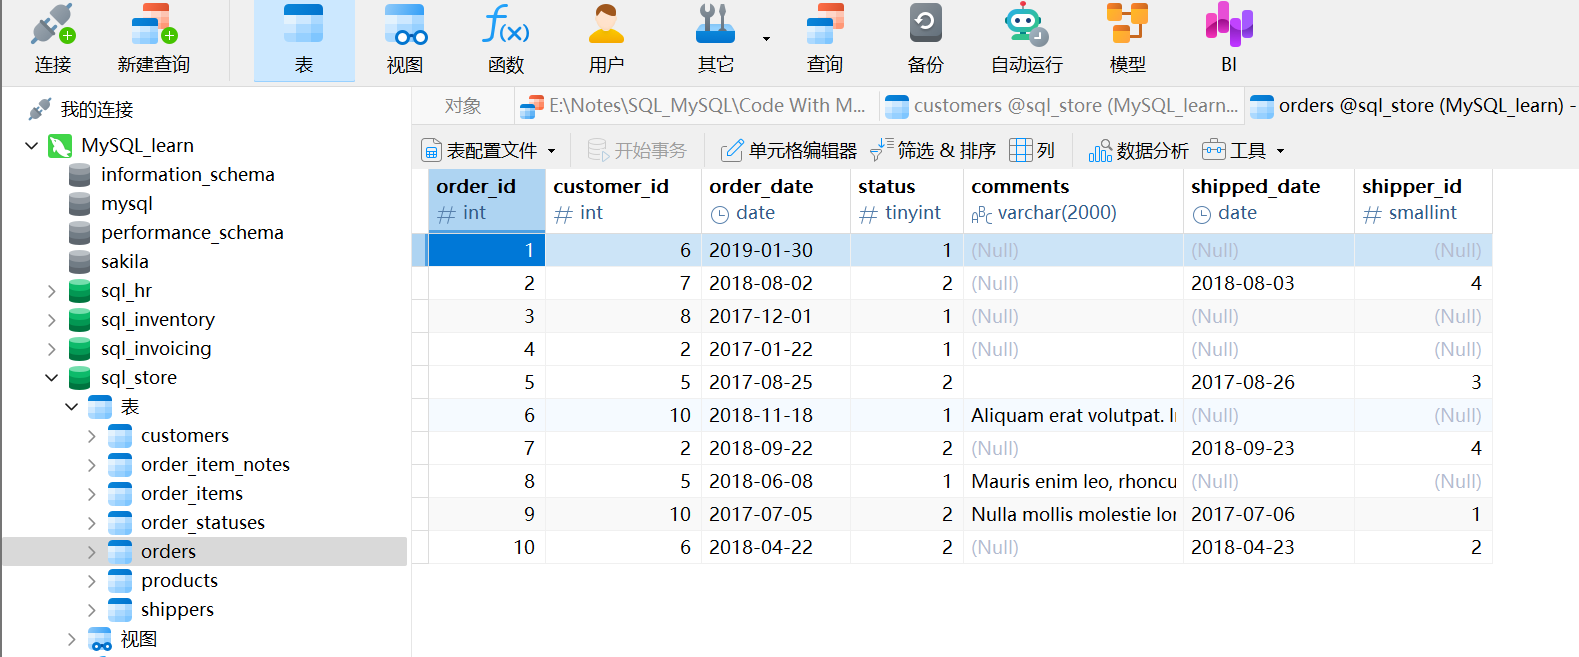 连接 新建查询 表 视图 函数 用户 其它 查询 备份 自动运行 模型 BI
我的连接
MySQL_learn
information_schema
mysql
performance_schema
sakila
sql_hr
sql_inventory
sql_invoicing
sql_store
表
customers
order_item_notes
order_items
order_statuses
orders
products
shippers
视图
对象 E:\Notes\SQL_MySQL\Code With M... customers @sql_store (MySQL_learn... orders @sql_store (MySQL_learn) -
表配置文件 开始事务 单元格编辑器 筛选 & 排序 列 数据分析 工具
order_id customer_id order_date status comments shipped_date shipper_id
# int # int date # tinyint ABC varchar(2000) date # smallint
1 6 2019-01-30 1 (Null) (Null) (Null)
2 7 2018-08-02 2 (Null) 2018-08-03 4
3 8 2017-12-01 1 (Null) (Null) (Null)
4 2 2017-01-22 1 (Null) (Null) (Null)
5 5 2017-08-25 2 2017-08-26 3
6 10 2018-11-18 1 Aliquam erat volutpat. I (Null) (Null)
7 2 2018-09-22 2 (Null) 2018-09-23 4
8 5 2018-06-08 1 Mauris enim leo, rhoncu (Null) (Null)
9 10 2017-07-05 2 Nulla mollis molestie lor 2017-07-06 1
10 6 2018-04-22 2 (Null) 2018-04-23 2